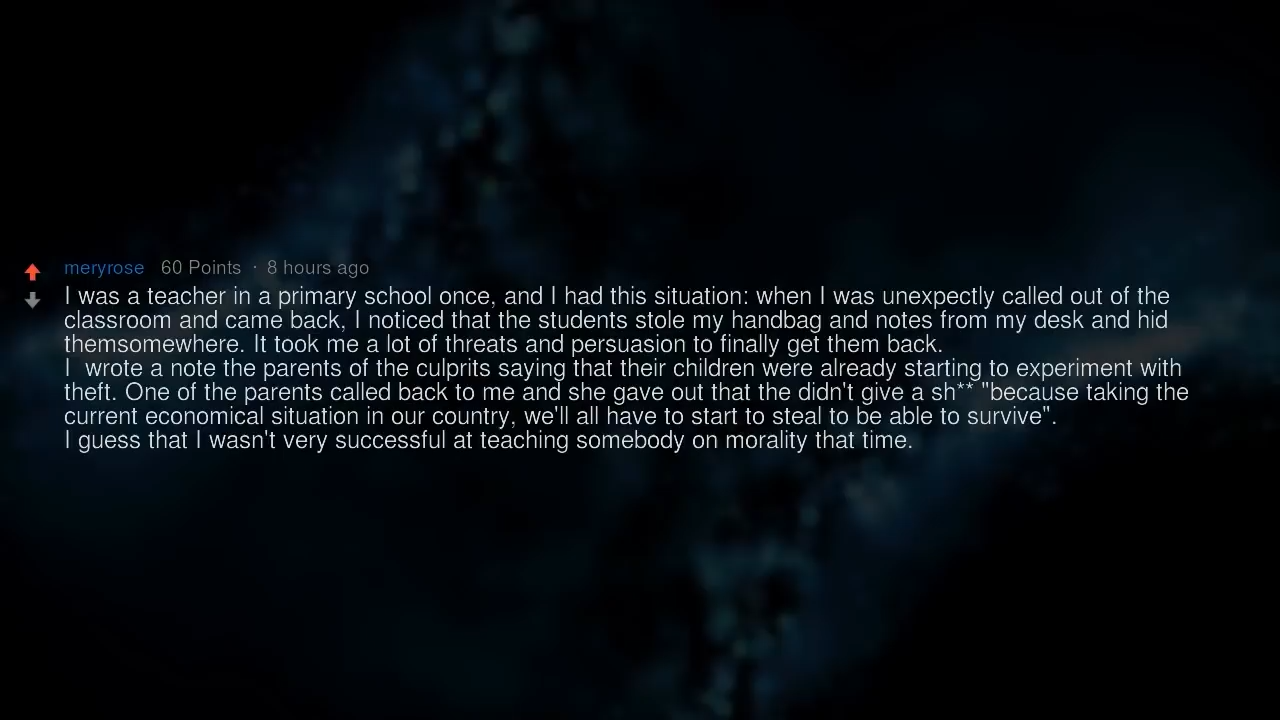 meryrose 60 Points · 8 hours ago
I was a teacher in a primary school once, and I had this situation: when I was unexpectly called out of the
classroom and came back, I noticed that the students stole my handbag and notes from my desk and hid
themsomewhere. It took me a lot of threats and persuasion to finally get them back.
I  wrote a note the parents of the culprits saying that their children were already starting to experiment with
theft. One of the parents called back to me and she gave out that the didn't give a sh** "because taking the
current economical situation in our country, we'll all have to start to steal to be able to survive".
I guess that I wasn't very successful at teaching somebody on morality that time.